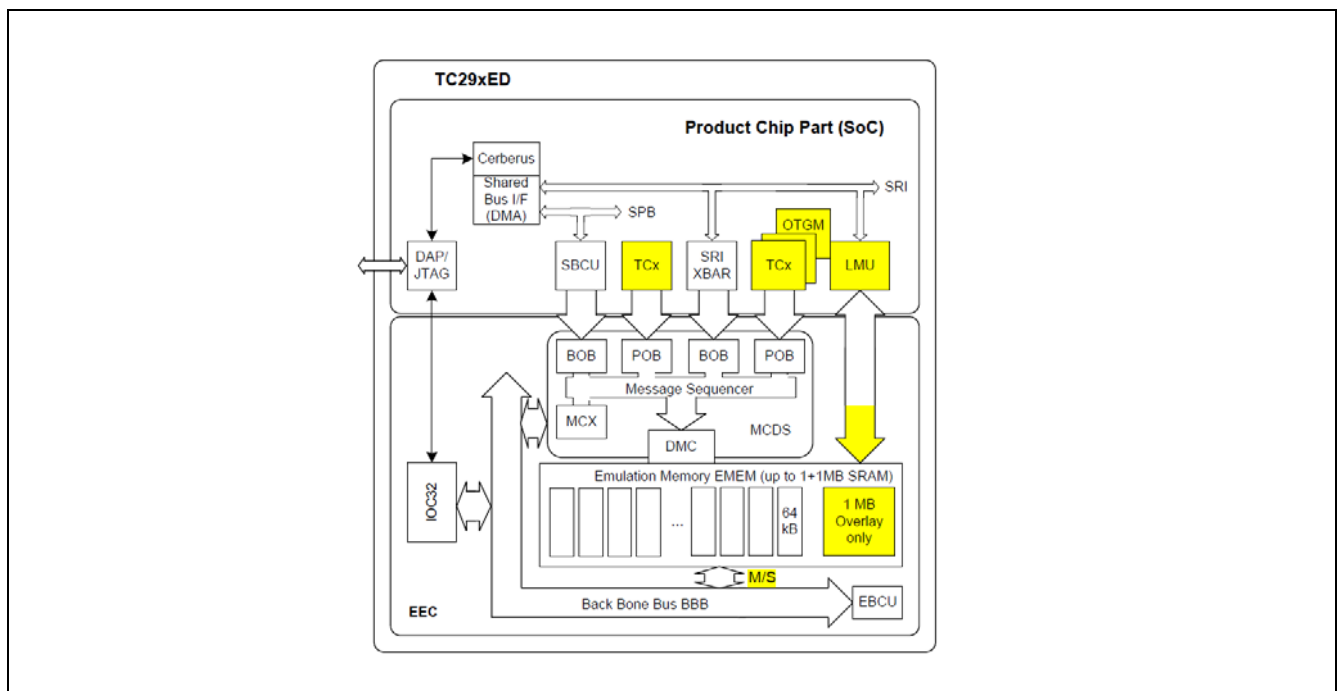 TC29xED
Product Chip Part (SoC)
Cerberus
Shared
Bus I/F
(DMA)
SRI
SPB
OTGM
DAP/
JTAG
SBCU
TCx
SRI
XBAR
TCx
LMU
BOB
POB
BOB
POB
Message Sequencer
MCX
MCDS
DMC
Emulation Memory EMEM (up to 1+1MB SRAM)
IOC32
...
64
kB
1 MB
Overlay
only
M/S
Back Bone Bus BBB
EBCU
EEC